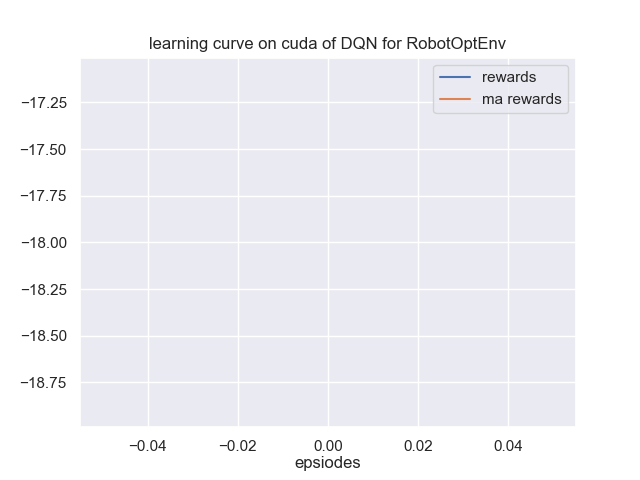 learning curve on cuda of DQN for RobotOptEnv
rewards
ma rewards
−17.25
−17.50
−17.75
−18.00
−18.25
−18.50
−18.75
−0.04 −0.02 0.00 0.02 0.04
epsiodes